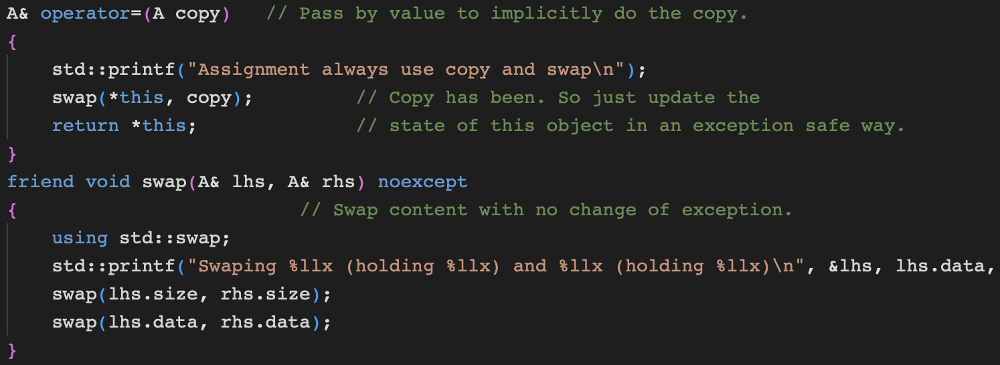 A& operator=(A copy)   // Pass by value to implicitly do the copy.
{
    std::printf("Assignment always use copy and swap\n");
    swap(*this, copy);         // Copy has been. So just update the
    return *this;              // state of this object in an exception safe way.
}
friend void swap(A& lhs, A& rhs) noexcept
{                         // Swap content with no change of exception.
    using std::swap;
    std::printf("Swaping %llx (holding %llx) and %llx (holding %llx)\n", &lhs, lhs.data,
    swap(lhs.size, rhs.size);
    swap(lhs.data, rhs.data);
}